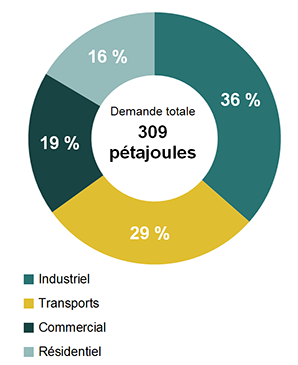 16 %
36 %
Demande totale
309
pétajoules
19 %
29 %
Industriel
Transports
Commercial
Résidentiel